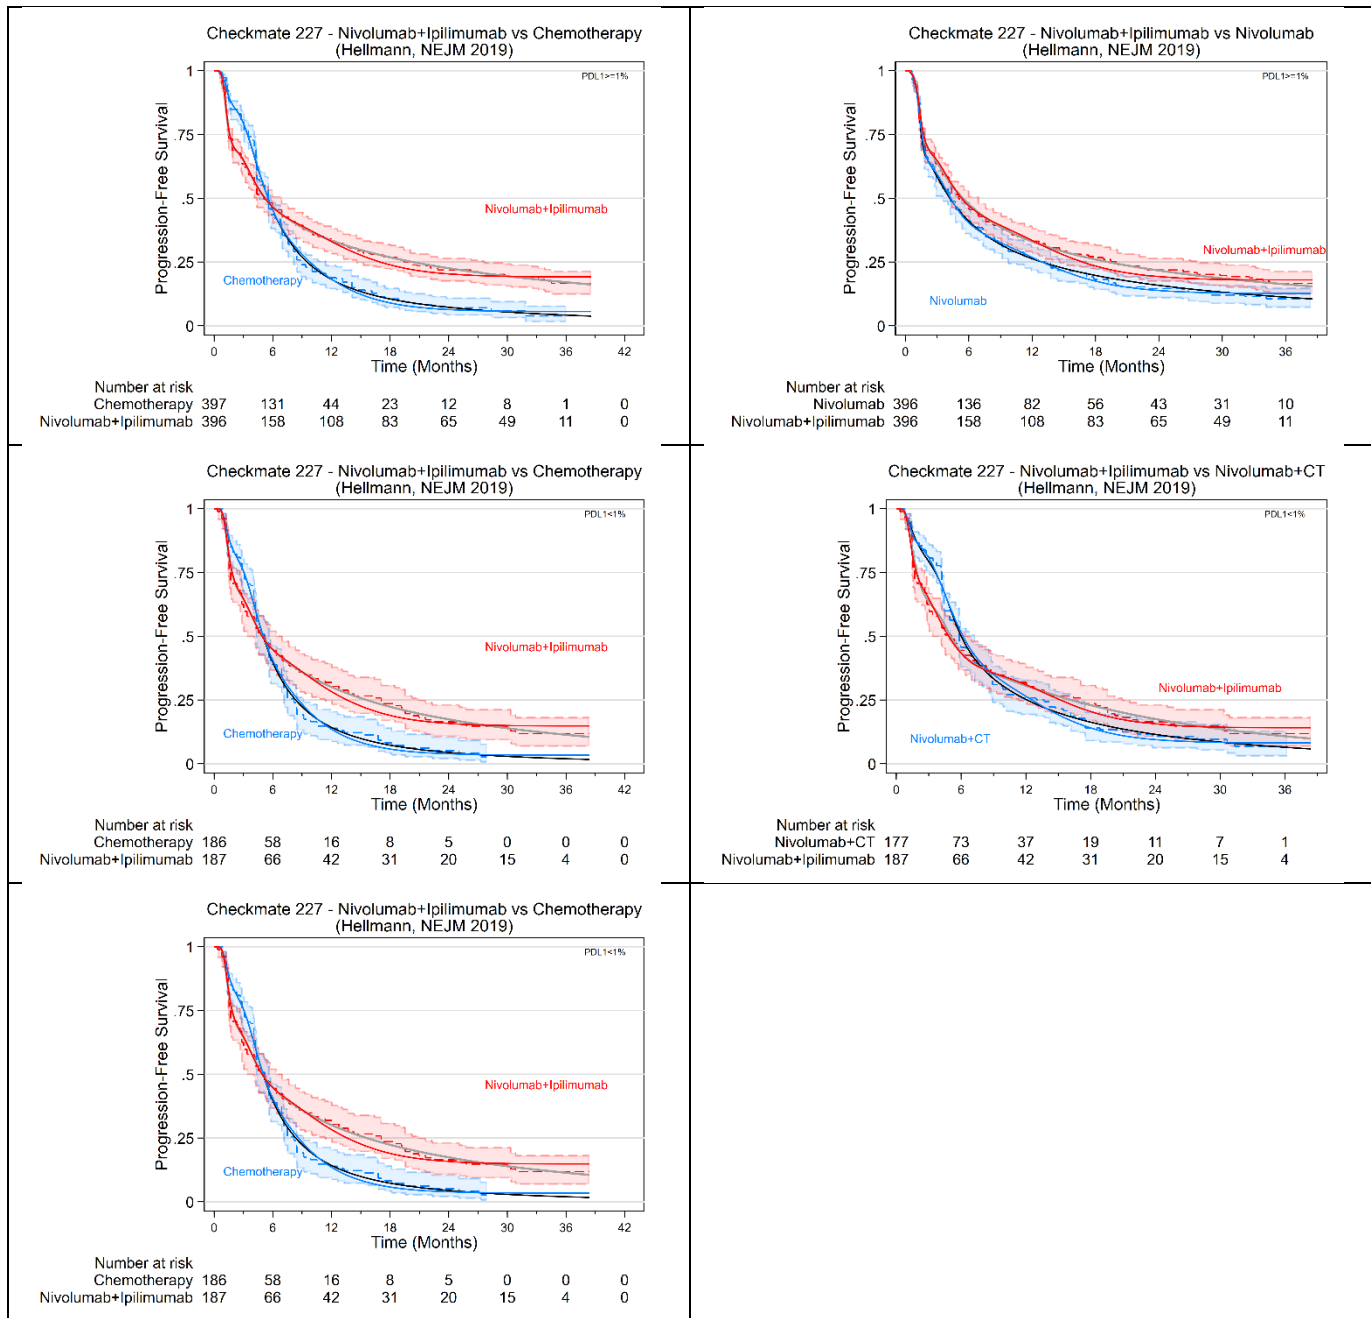 Checkmate 227 - Nivolumab+Ipilimumab vs Chemotherapy
(Hellmann, NEJM 2019)
PDL1>=1%
Progression-Free Survival
1
.75
.5
.25
0
Nivolumab+Ipilimumab
Chemotherapy
0 6 12 18 24 30 36 42
Time (Months)
Number at risk
Chemotherapy 397 131 44 23 12 8 1 0
Nivolumab+Ipilimumab 396 158 108 83 65 49 11 0
Checkmate 227 - Nivolumab+Ipilimumab vs Nivolumab
(Hellmann, NEJM 2019)
PDL1>=1%
Progression-Free Survival
1
.75
.5
.25
0
Nivolumab+Ipilimumab
Nivolumab
0 6 12 18 24 30 36
Time (Months)
Number at risk
Nivolumab 396 136 82 56 43 31 10
Nivolumab+Ipilimumab 396 158 108 83 65 49 11
Checkmate 227 - Nivolumab+Ipilimumab vs Chemotherapy
(Hellmann, NEJM 2019)
PDL1<1%
Progression-Free Survival
1
.75
.5
.25
0
Nivolumab+Ipilimumab
Chemotherapy
0 6 12 18 24 30 36 42
Time (Months)
Number at risk
Chemotherapy 186 58 16 8 5 0 0 0
Nivolumab+Ipilimumab 187 66 42 31 20 15 4 0
Checkmate 227 - Nivolumab+Ipilimumab vs Nivolumab+CT
(Hellmann, NEJM 2019)
PDL1<1%
Progression-Free Survival
1
.75
.5
.25
0
Nivolumab+Ipilimumab
Nivolumab+CT
0 6 12 18 24 30 36
Time (Months)
Number at risk
Nivolumab+CT 177 73 37 19 11 7 1
Nivolumab+Ipilimumab 187 66 42 31 20 15 4
Checkmate 227 - Nivolumab+Ipilimumab vs Chemotherapy
(Hellmann, NEJM 2019)
PDL1<1%
Progression-Free Survival
1
.75
.5
.25
0
Nivolumab+Ipilimumab
Chemotherapy
0 6 12 18 24 30 36 42
Time (Months)
Number at risk
Chemotherapy 186 58 16 8 5 0 0 0
Nivolumab+Ipilimumab 187 66 42 31 20 15 4 0